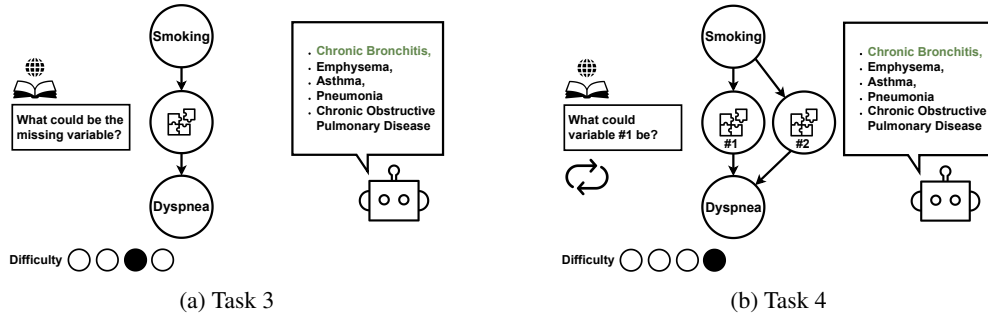 Smoking
What could be the
missing variable?
Dyspnea
. Chronic Bronchitis,
. Emphysema,
. Asthma,
. Pneumonia
. Chronic Obstructive
Pulmonary Disease
Difficulty
(a) Task 3
Smoking
What could
variable #1 be?
#1
#2
Dyspnea
. Chronic Bronchitis,
. Emphysema,
. Asthma,
. Pneumonia
. Chronic Obstructive
Pulmonary Disease
Difficulty
(b) Task 4